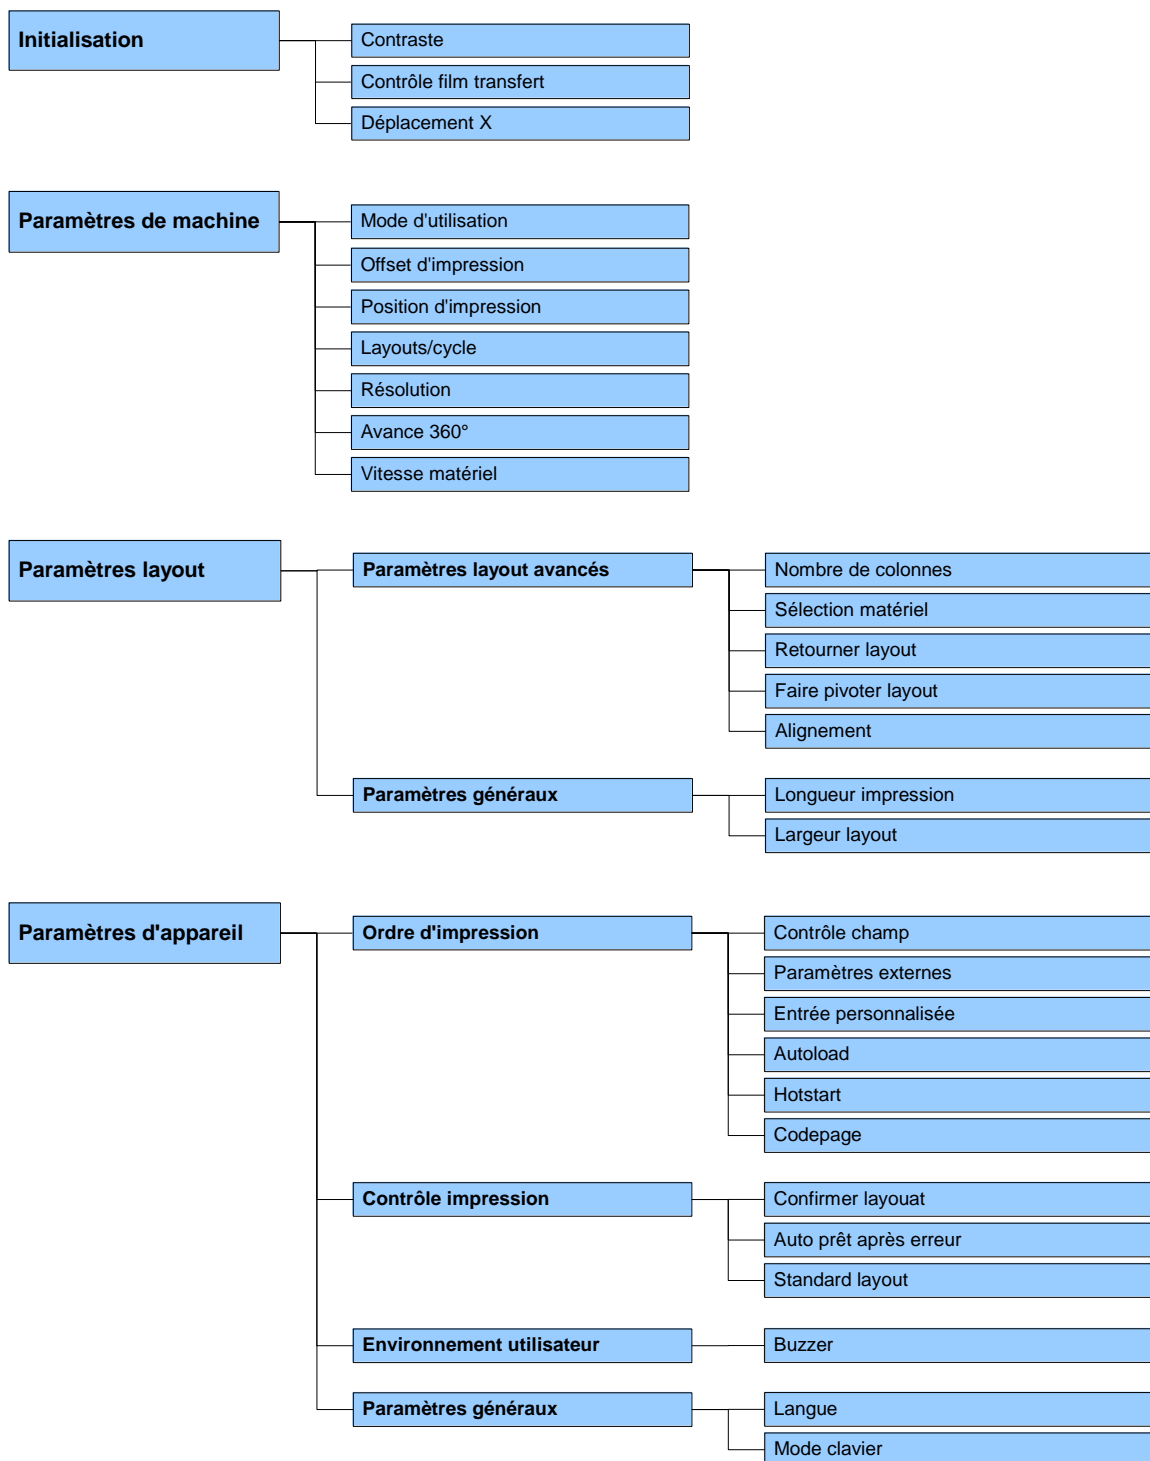 Initialisation
Contraste
Contrôle film transfert
Déplacement X
Paramètres de machine
Mode d'utilisation
Offset d'impression
Position d'impression
Layouts/cycle
Résolution
Avance 360°
Vitesse matériel
Paramètres layout
Paramètres layout avancés
Nombre de colonnes
Sélection matériel
Retourner layout
Faire pivoter layout
Alignement
Paramètres généraux
Longueur impression
Largeur layout
Paramètres d'appareil
Ordre d'impression
Contrôle champ
Paramètres externes
Entrée personnalisée
Autoload
Hotstart
Codepage
Contrôle impression
Confirmer layouat
Auto prêt après erreur
Standard layout
Environnement utilisateur
Buzzer
Paramètres généraux
Langue
Mode clavier